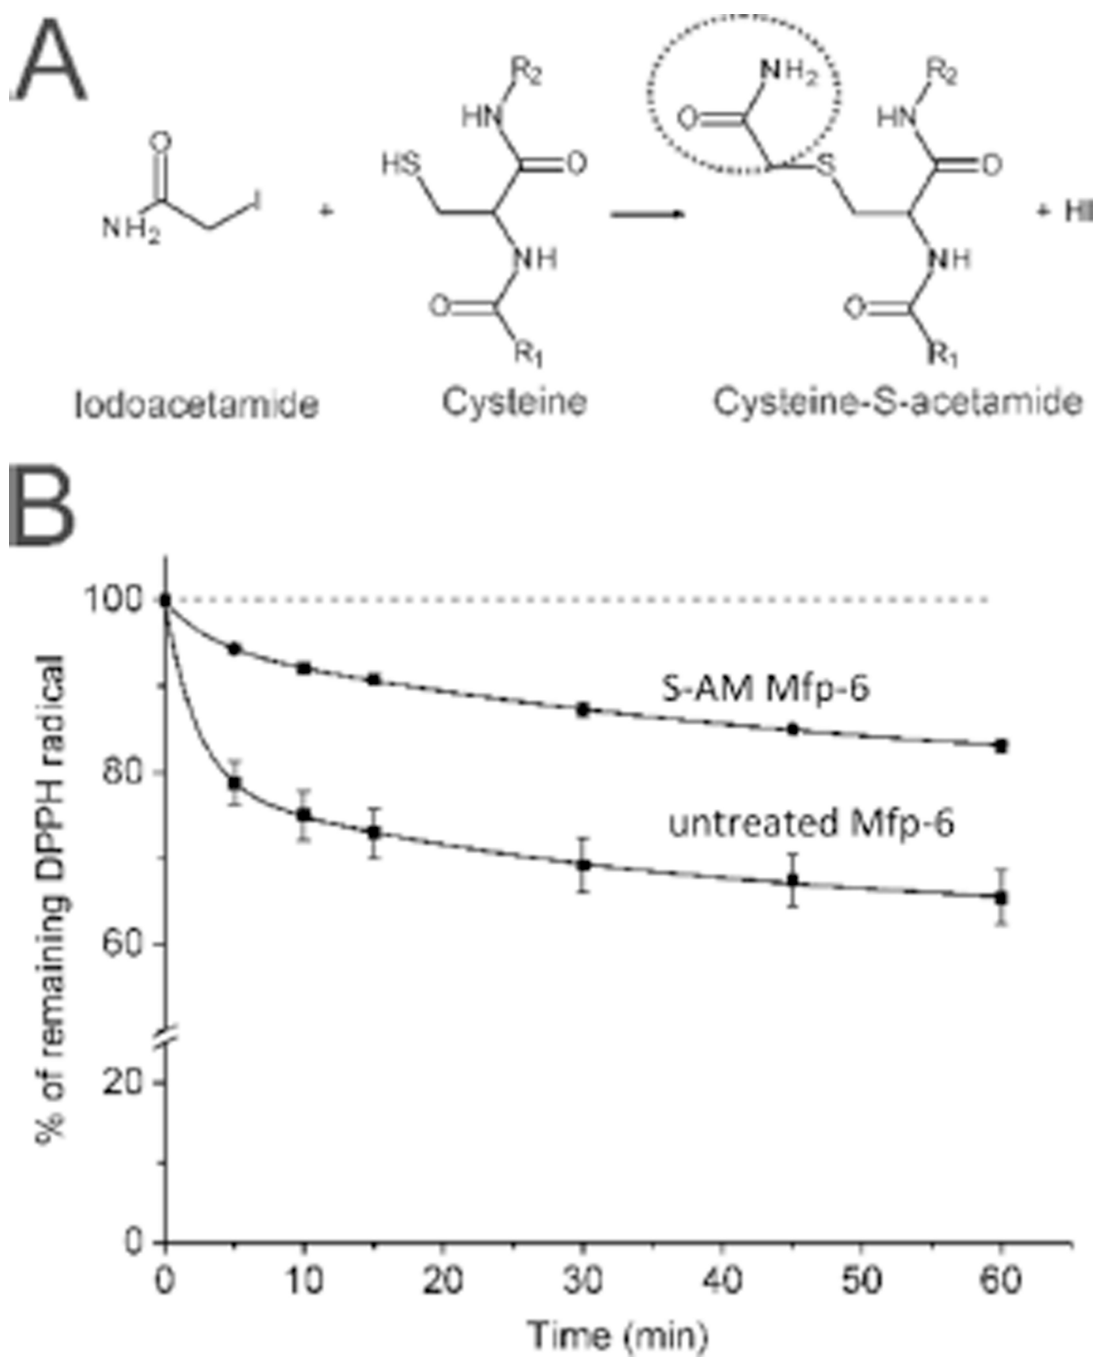 A
O
NH2
I
+
HS
HN
R2
O
NH
O
R1
NH2
O
S
HN
R2
O
NH
O
R1
+ HI
Iodoacetamide
Cysteine
Cysteine-S-acetamide
B
% of remaining DPPH radical
100
80
60
20
0
S-AM Mfp-6
untreated Mfp-6
0 10 20 30 40 50 60
Time (min)